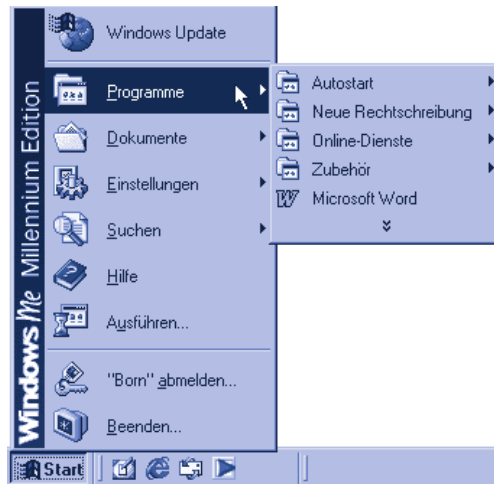 Windows Me Millennium Edition
Windows Update
Programme
Dokumente
Einstellungen
Suchen
Hilfe
Ausführen...
"Born" abmelden...
Beenden...
Autostart
Neue Rechtschreibung
Online-Dienste
Zubehör
Microsoft Word
Start